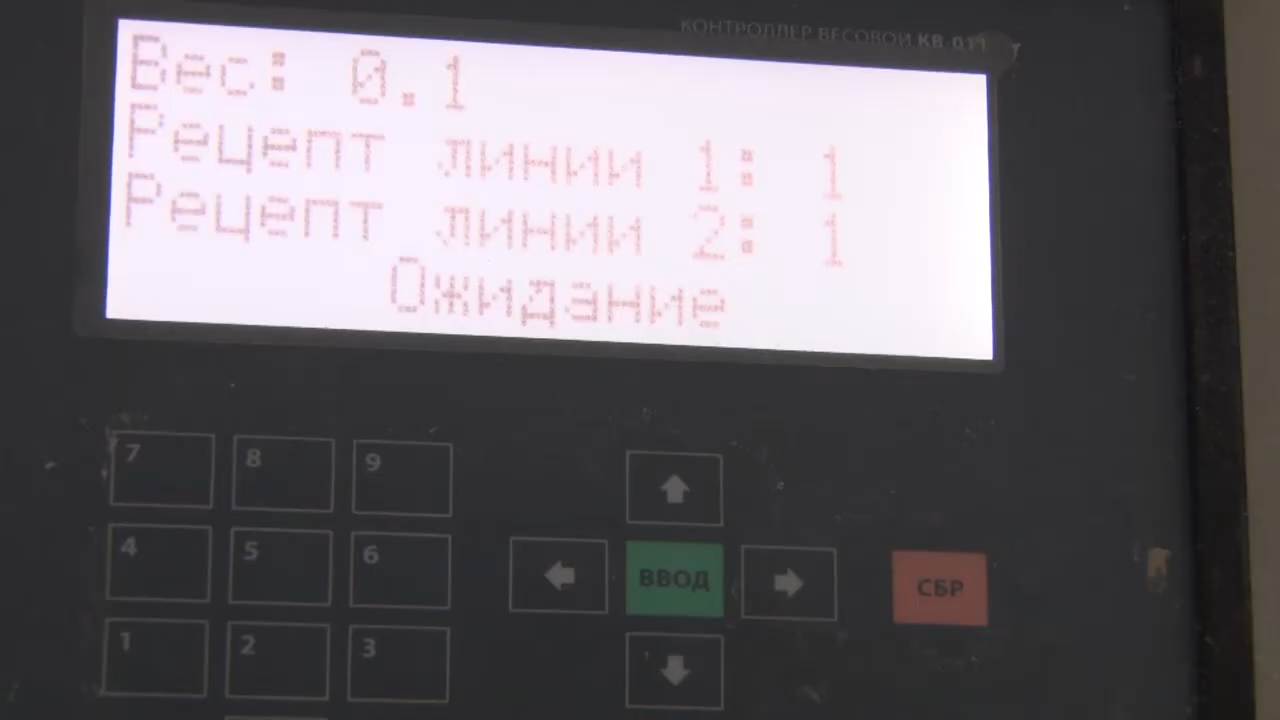 КОНТРОЛЛЕР ВЕСОВОЙ КВ-011
Вес: 0.1
Рецепт линии 1: 1
Рецепт линии 2: 1
Ожидание
7 8 9
4 5 6
ВВОД СБР
1 2 3